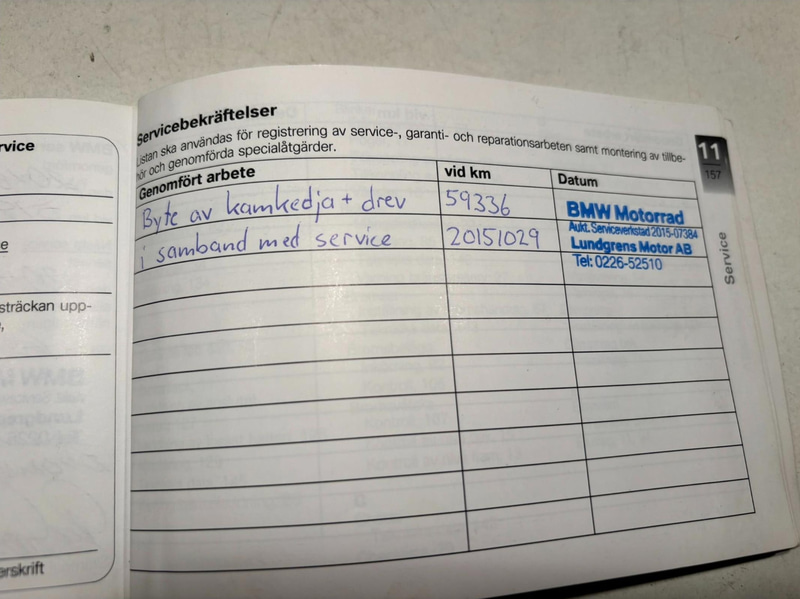 rvice
e
sträckan upp-
,
erskrift
Servicebekräftelser
Listan ska användas för registrering av service-, garanti- och reparationsarbeten samt montering av tillbe-
hör och genomförda specialåtgärder.
Genomfört arbete vid km Datum
Byte av kamkedja + drev 59336 BMW Motorrad
Aukt. Serviceverkstad 2015-07384
i samband med service 20151029 Lundgrens Motor AB
Tel: 0226-52510
11
157
Service